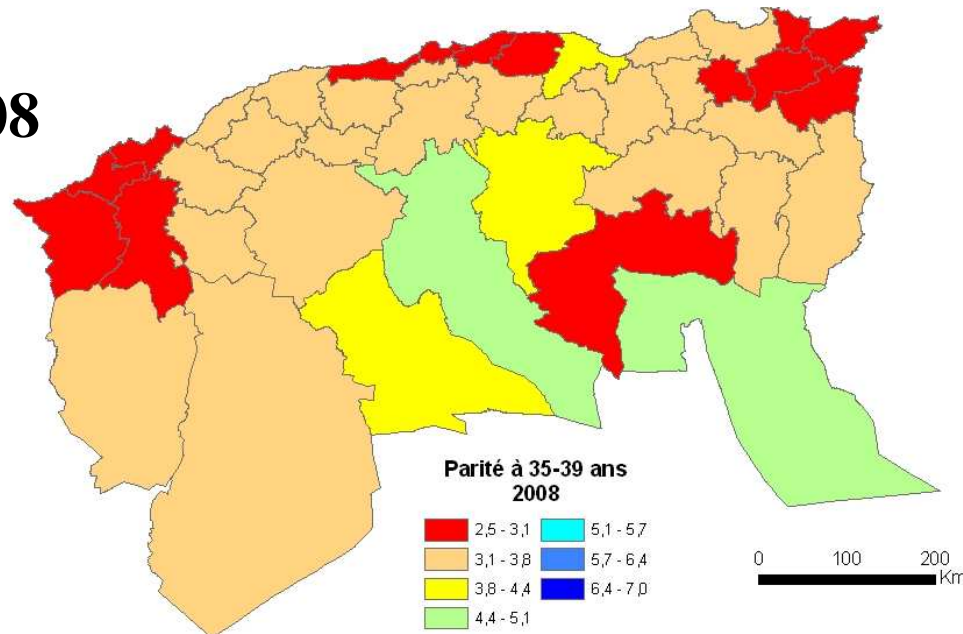 08
Parité à 35-39 ans
2008
2,5 - 3,1
5,1 - 5,7
3,1 - 3,8
5,7 - 6,4
3,8 - 4,4
6,4 - 7,0
4,4 - 5,1
0 100 200
Km